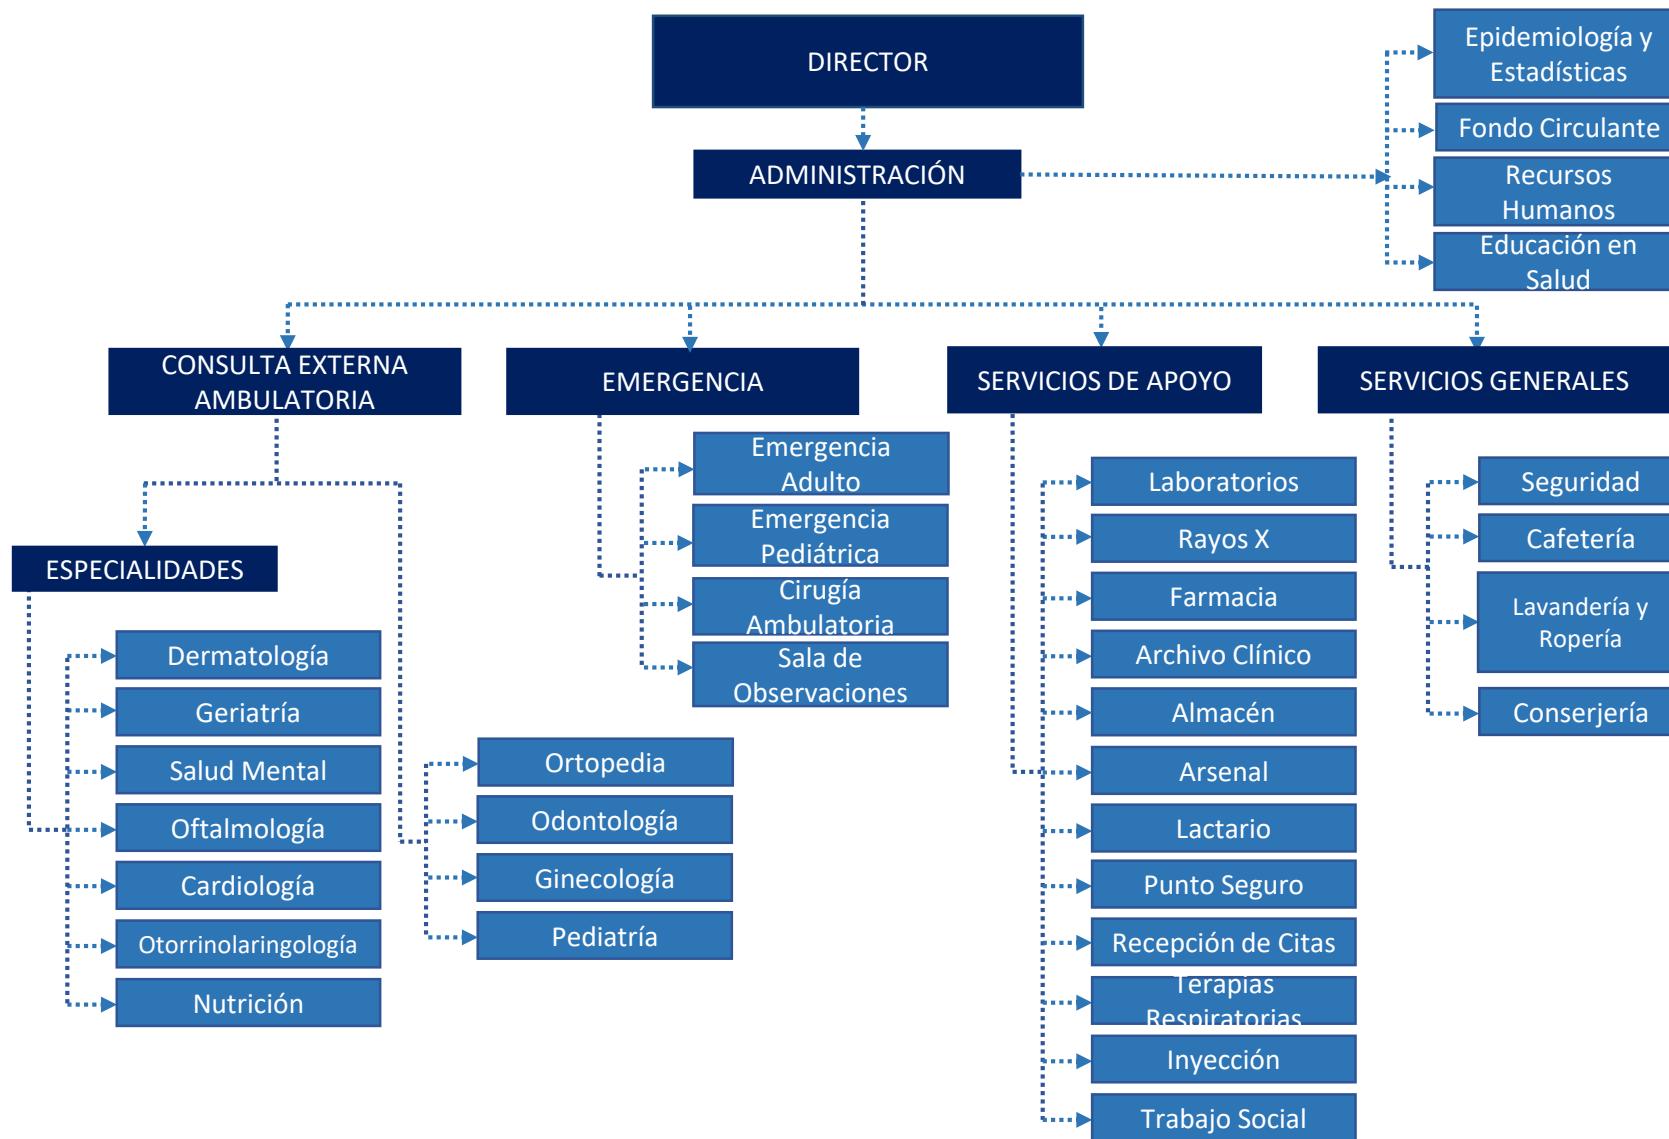 DIRECTOR
ADMINISTRACIÓN
Epidemiología y
Estadísticas
Fondo Circulante
Recursos
Humanos
Educación en
Salud
CONSULTA EXTERNA
AMBULATORIA
EMERGENCIA
SERVICIOS DE APOYO
SERVICIOS GENERALES
ESPECIALIDADES
Dermatología
Geriatría
Salud Mental
Oftalmología
Cardiología
Otorrinolaringología
Nutrición
Ortopedia
Odontología
Ginecología
Pediatría
Emergencia
Adulto
Emergencia
Pediátrica
Cirugía
Ambulatoria
Sala de
Observaciones
Laboratorios
Rayos X
Farmacia
Archivo Clínico
Almacén
Arsenal
Lactario
Punto Seguro
Recepción de Citas
Terapias
Respiratorias
Inyección
Trabajo Social
Seguridad
Cafetería
Lavandería y
Ropería
Conserjería